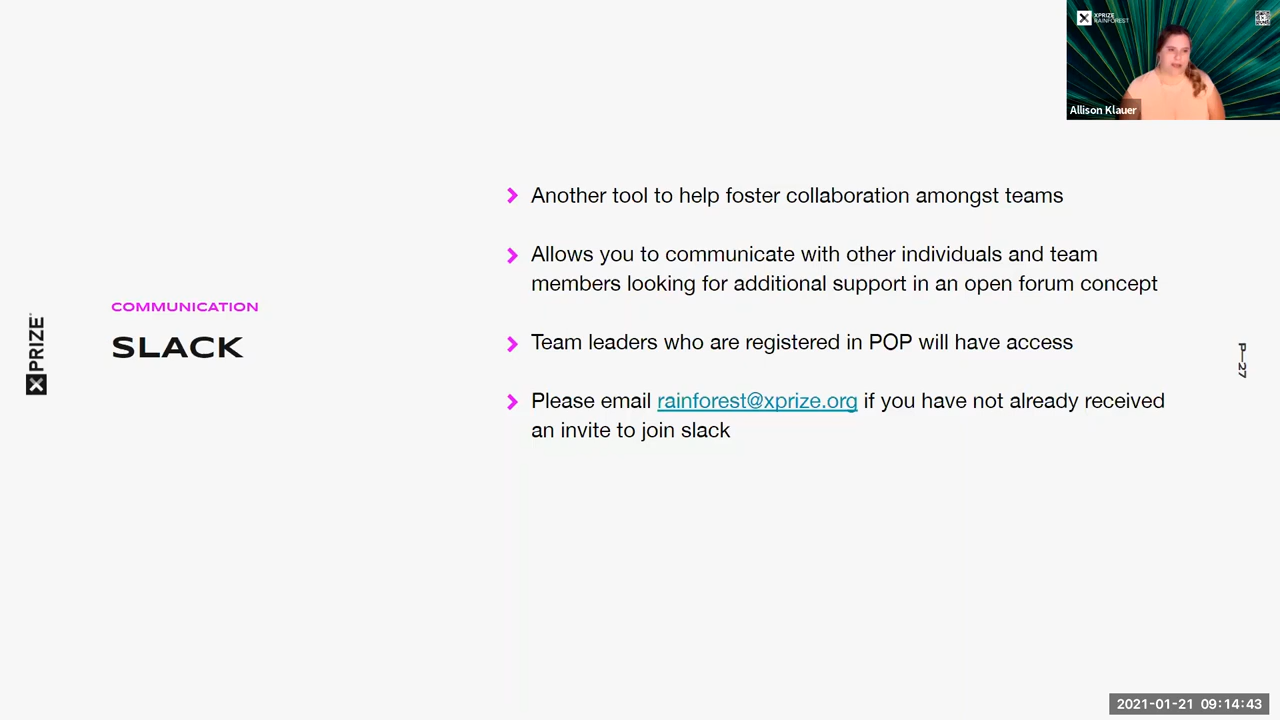 XPRIZE
RAINFOREST
Allison Klauer
Another tool to help foster collaboration amongst teams
Allows you to communicate with other individuals and team
members looking for additional support in an open forum concept
COMMUNICATION
SLACK
XPRIZE
Team leaders who are registered in POP will have access
P—27
Please email rainforest@xprize.org if you have not already received
an invite to join slack
2021-01-21 09:14:43